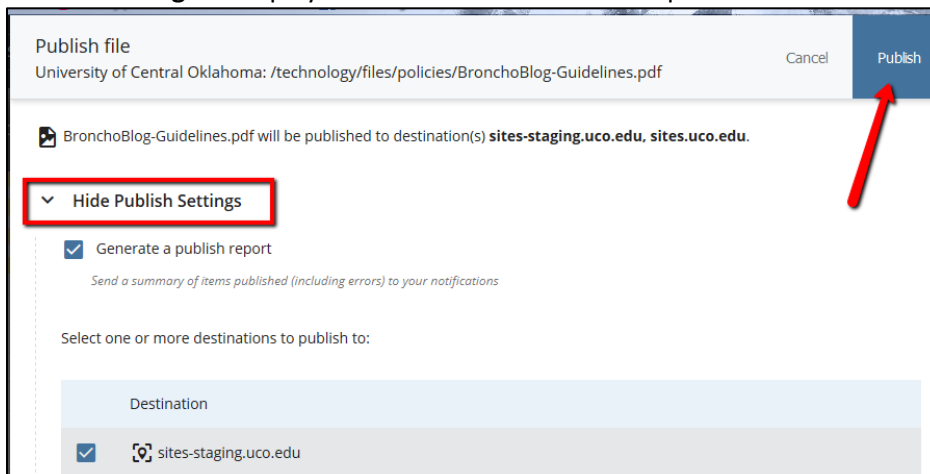 Publish file
University of Central Oklahoma: /technology/files/policies/BronchoBlog-Guidelines.pdf
Cancel
Publish
BronchoBlog-Guidelines.pdf will be published to destination(s) sites-staging.uco.edu, sites.uco.edu.
Hide Publish Settings
Generate a publish report
Send a summary of items published (including errors) to your notifications
Select one or more destinations to publish to:
Destination
sites-staging.uco.edu